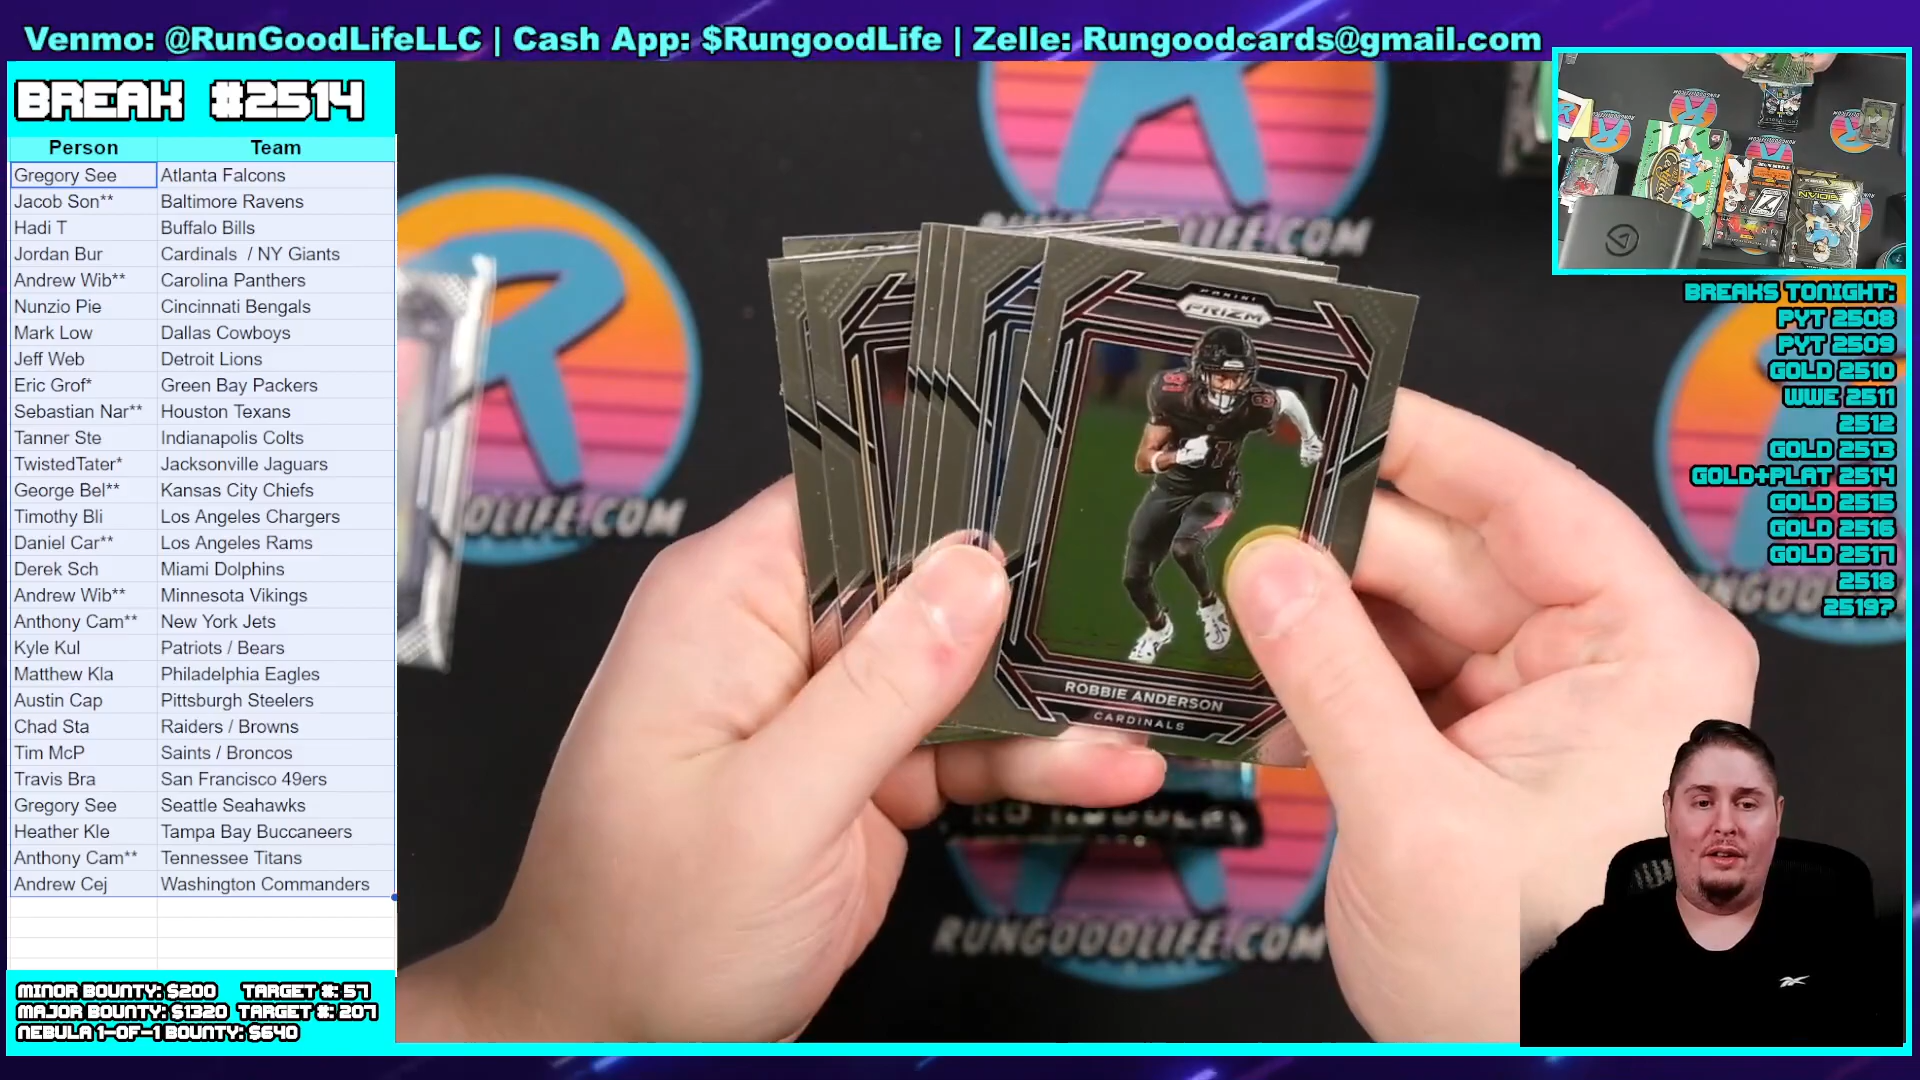 Venmo: @RunGoodLifeLLC | Cash App: $RungoodLife | Zelle: Rungoodcards@gmail.com
BREAK #2514
Person Team
Gregory See Atlanta Falcons
Jacob Son** Baltimore Ravens
Hadi T Buffalo Bills
Jordan Bur Cardinals / NY Giants
Andrew Wib** Carolina Panthers
Nunzio Pie Cincinnati Bengals
Mark Low Dallas Cowboys
Jeff Web Detroit Lions
Eric Grof* Green Bay Packers
Sebastian Nar** Houston Texans
Tanner Ste Indianapolis Colts
TwistedTater* Jacksonville Jaguars
George Bel** Kansas City Chiefs
Timothy Bli Los Angeles Chargers
Daniel Car** Los Angeles Rams
Derek Sch Miami Dolphins
Andrew Wib** Minnesota Vikings
Anthony Cam** New York Jets
Kyle Kul Patriots / Bears
Matthew Kla Philadelphia Eagles
Austin Cap Pittsburgh Steelers
Chad Sta Raiders / Browns
Tim McP Saints / Broncos
Travis Bra San Francisco 49ers
Gregory See Seattle Seahawks
Heather Kle Tampa Bay Buccaneers
Anthony Cam** Tennessee Titans
Andrew Cej Washington Commanders
MINOR BOUNTY: $200 TARGET #: 57
MAJOR BOUNTY: $1320 TARGET #: 207
NEBULA 1-OF-1 BOUNTY: $640
PANINI
PRIZM
ROBBIE ANDERSON
CARDINALS
RUNGOODLIFE.COM
BREAKS TONIGHT:
PYT 2508
PYT 2509
GOLD 2510
WWE 2511
2512
GOLD 2513
GOLD+PLAT 2514
GOLD 2515
GOLD 2516
GOLD 2517
2518
2519?